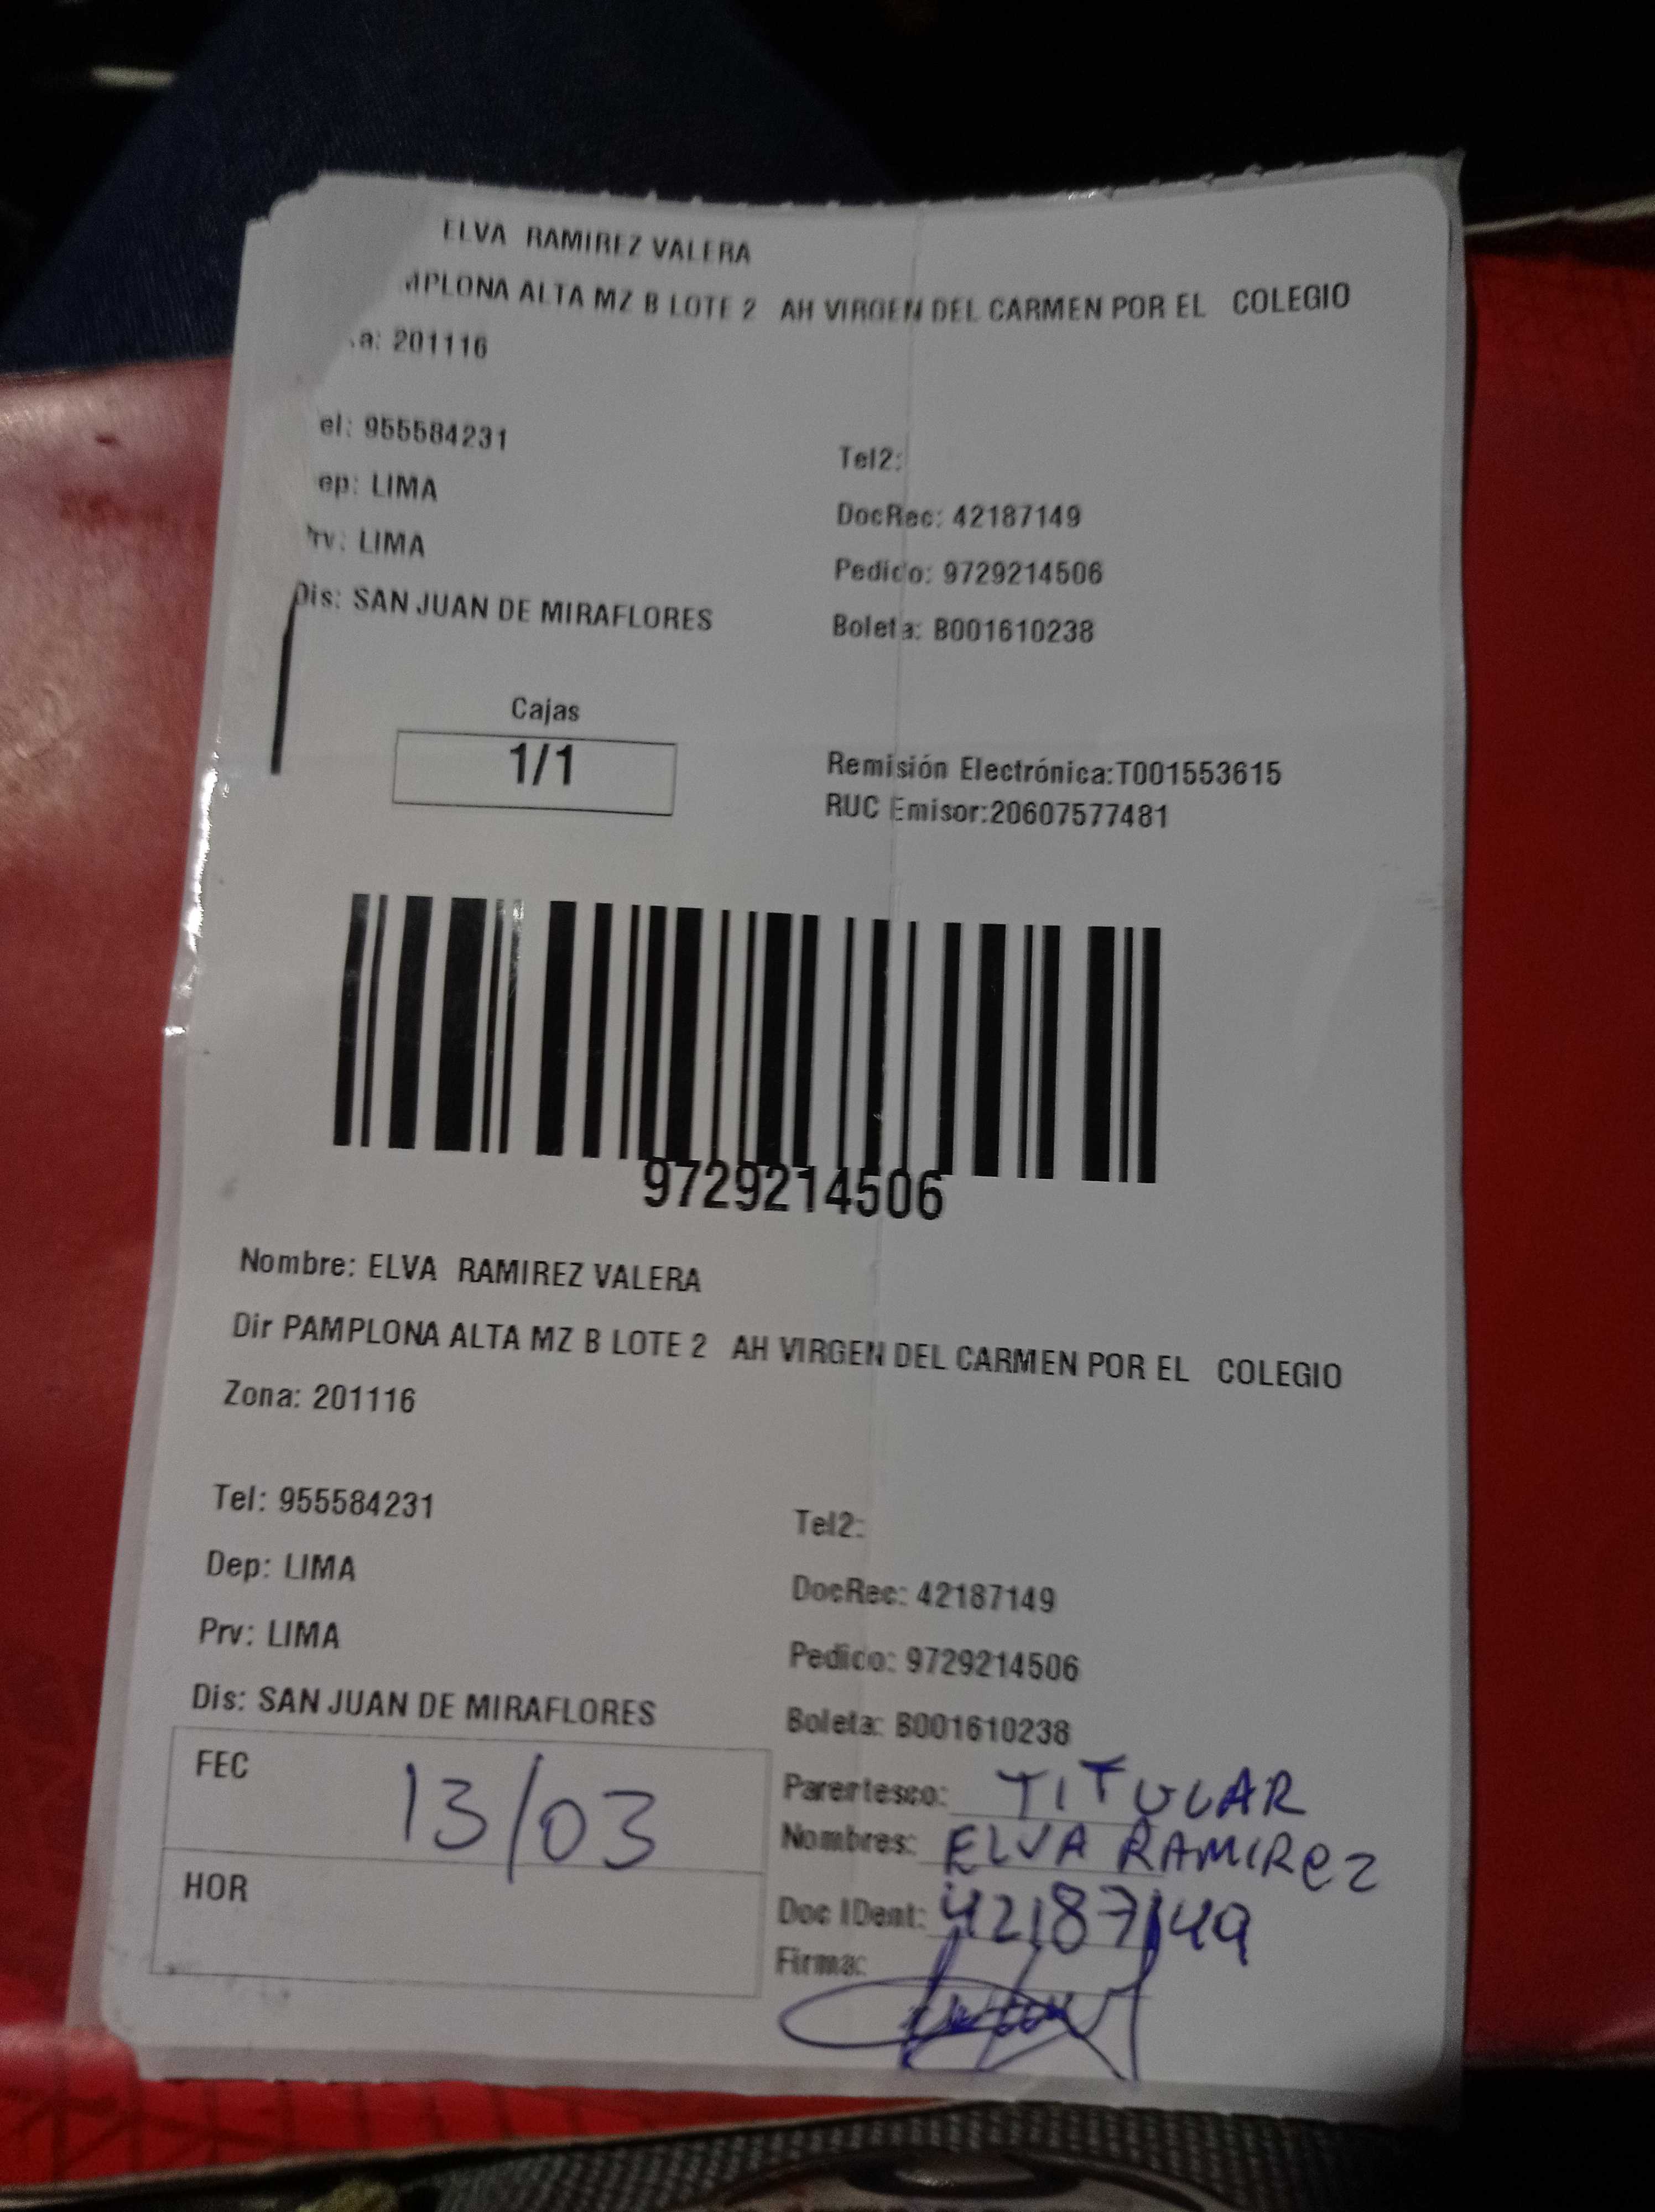 ELVA RAMIREZ VALERA
MPLONA ALTA MZ B LOTE 2 AH VIRGEN DEL CARMEN POR EL COLEGIO
a: 201116
el: 955584231
Tel2:
ep: LIMA
DocRec: 42187149
Prv: LIMA
Pedido: 9729214506
Dis: SAN JUAN DE MIRAFLORES
Boleta: B001610238
Cajas
1/1
Remisión Electrónica:T001553615
RUC Emisor:20607577481
9729214506
Nombre: ELVA RAMIREZ VALERA
Dir PAMPLONA ALTA MZ B LOTE 2 AH VIRGEN DEL CARMEN POR EL COLEGIO
Zona: 201116
Tel: 955584231
Tel2:
Dep: LIMA
DocRec: 42187149
Prv: LIMA
Pedido: 9729214506
Dis: SAN JUAN DE MIRAFLORES
Boleta: B001610238
FEC 13/03
Parentesco: TITULAR
Nombres: ELVA RAMIREZ
HOR
Doc IDent: 42187149
Firma: